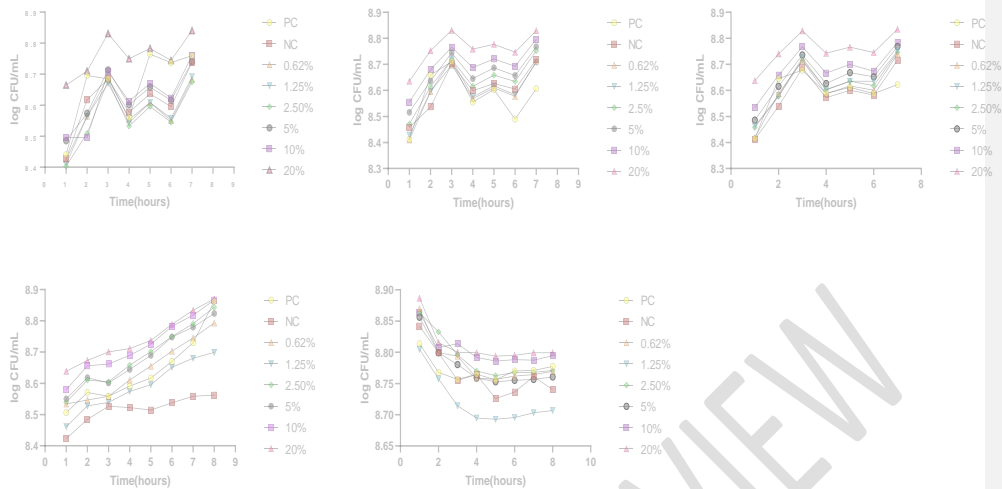 8.9
8.8
8.7
8.6
8.5
8.4
log CFU/mL
0 1 2 3 4 5 6 7 8 9
Time(hours)
PC
NC
0.62%
1.25%
2.50%
5%
10%
20%
8.9
8.8
8.7
8.6
8.5
8.4
8.3
log CFU/mL
0 1 2 3 4 5 6 7 8 9
Time(hours)
PC
NC
0.62%
1.25%
2.5%
5%
10%
20%
8.9
8.8
8.7
8.6
8.5
8.4
8.3
log CFU/mL
0 2 4 6 8
Time(hours)
PC
NC
0.62%
1.25%
2.50%
5%
10%
20%
8.9
8.8
8.7
8.6
8.5
8.4
log CFU/mL
0 1 2 3 4 5 6 7 8 9
Time(hours)
PC
NC
0.62%
1.25%
2.50%
5%
10%
20%
8.90
8.85
8.80
8.75
8.70
8.65
log CFU/mL
0 2 4 6 8 10
Time(hours)
PC
NC
0.62%
1.25%
2.50%
5%
10%
20%
VIEW